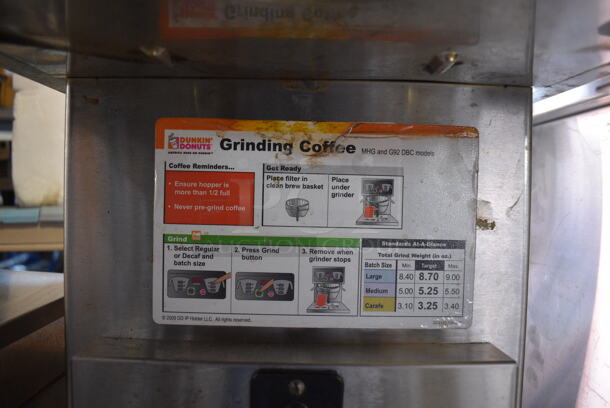 DUNKIN' DONUTS
AMERICA RUNS ON DUNKIN'
Grinding Coffee MHG and G92 DBC models
Coffee Reminders...
• Ensure hopper is
more than 1/2 full
• Never pre-grind coffee
Get Ready
Place filter in
clean brew basket
Place
under
grinder
Grind
1. Select Regular
or Decaf and
batch size
2. Press Grind
button
3. Remove when
grinder stops
Standards At-A-Glance
Total Grind Weight (in oz.)
Batch Size Min. Target Max.
Large 8.40 8.70 9.00
Medium 5.00 5.25 5.50
Carafe 3.10 3.25 3.40
© 2009 DD IP Holder LLC. All rights reserved.